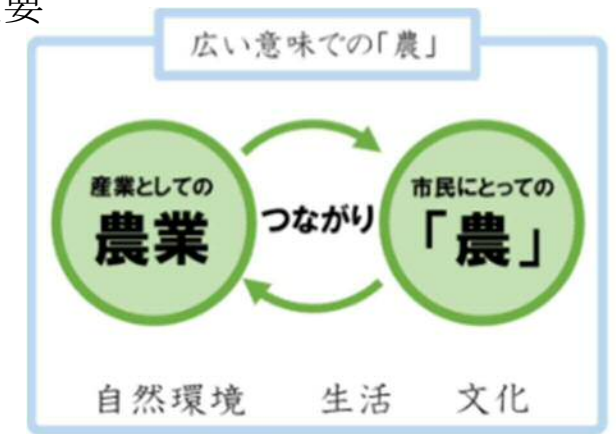 要
広い意味での「農」
産業としての
農業
つながり
市民にとっての
「農」
自然環境 生活 文化